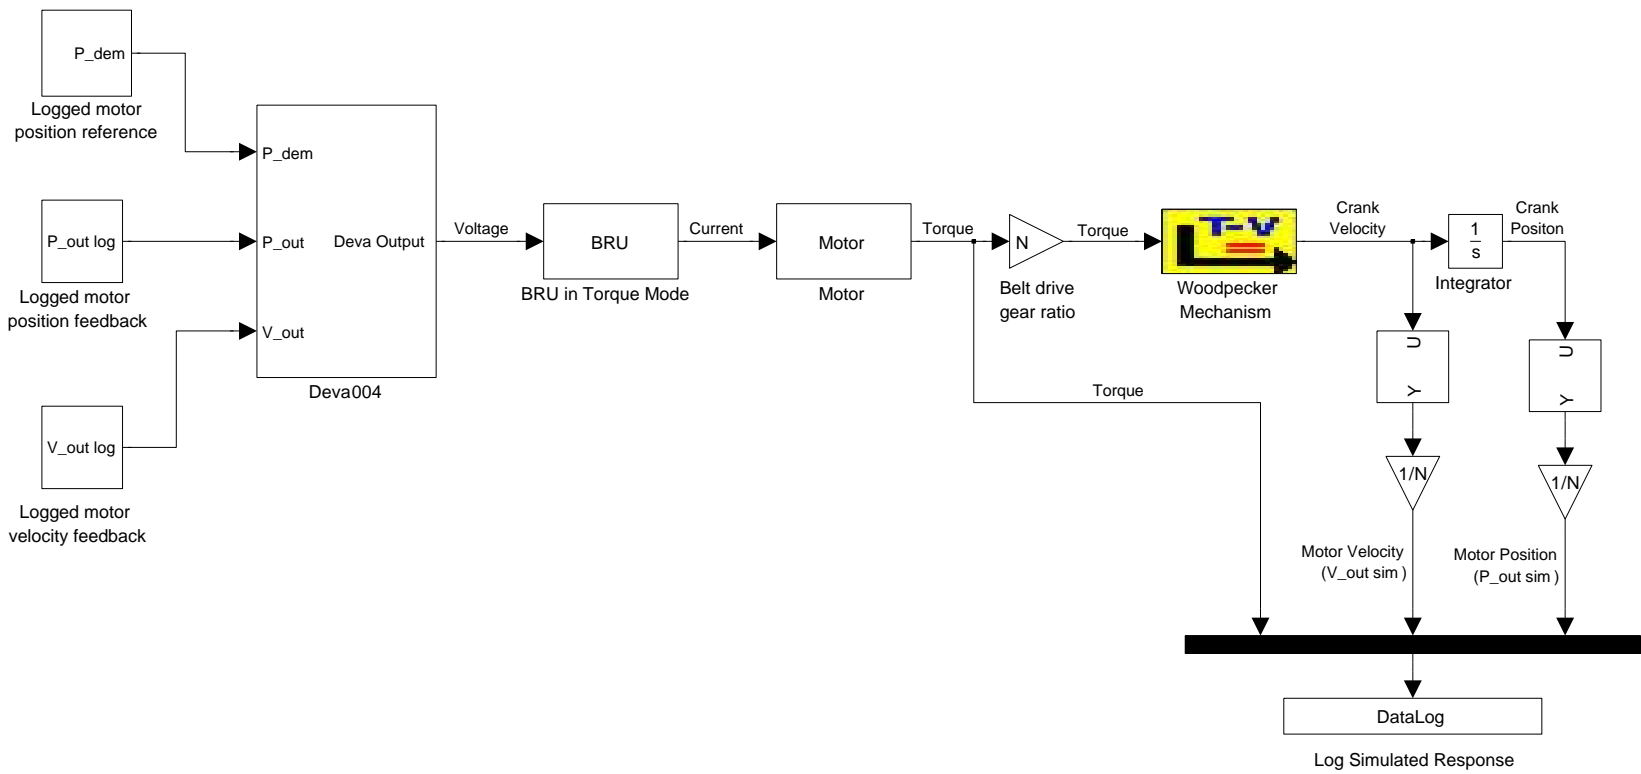 P_dem
Logged motor
position reference
P_out log
Logged motor
position feedback
V_out log
Logged motor
velocity feedback
P_dem
P_out
V_out
Deva Output
Deva004
Voltage
BRU
BRU in Torque Mode
Current
Motor
Motor
Torque
N
Belt drive
gear ratio
Torque
T-V
Woodpecker
Mechanism
Crank
Velocity
1
s
Integrator
Crank
Positon
Torque
U
Y
U
Y
1/N
1/N
Motor Velocity
(V_out sim )
Motor Position
(P_out sim )
DataLog
Log Simulated Response